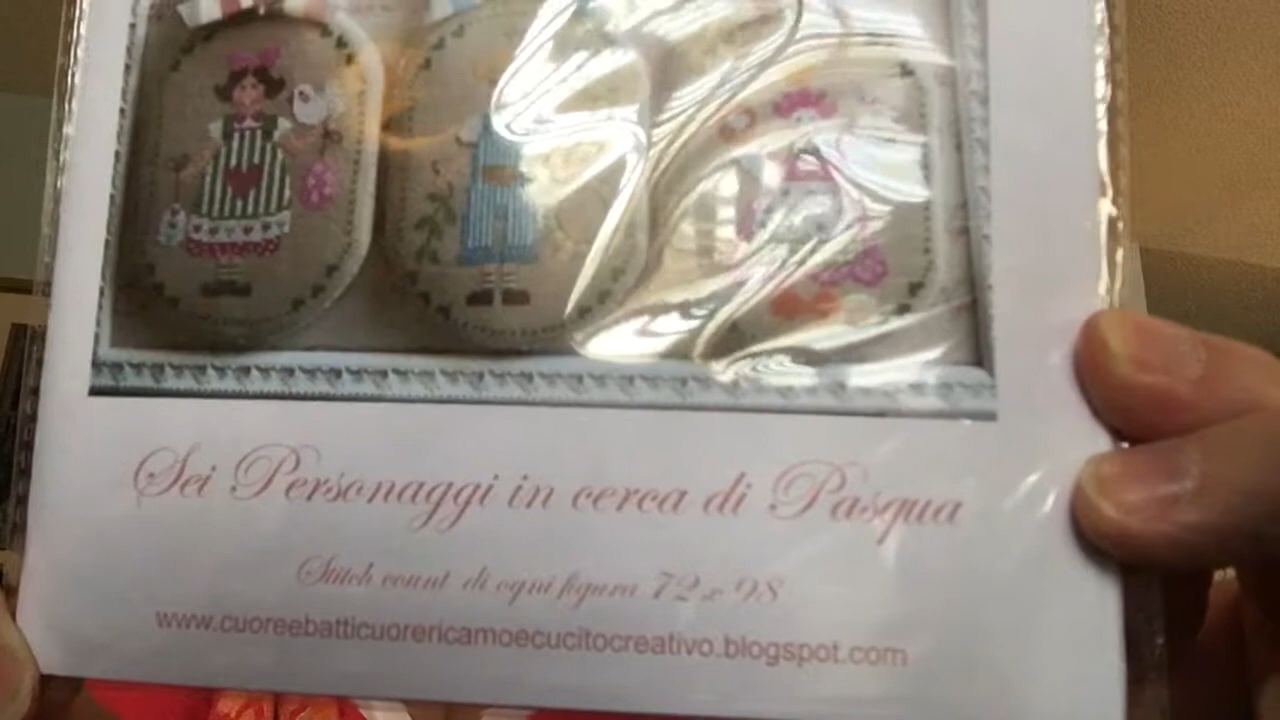 Sei Personaggi in cerca di Pasqua
Stitch count di ogni figura 72 x 98
www.cuoreebatticuorericamoecucitocreativo.blogspot.com